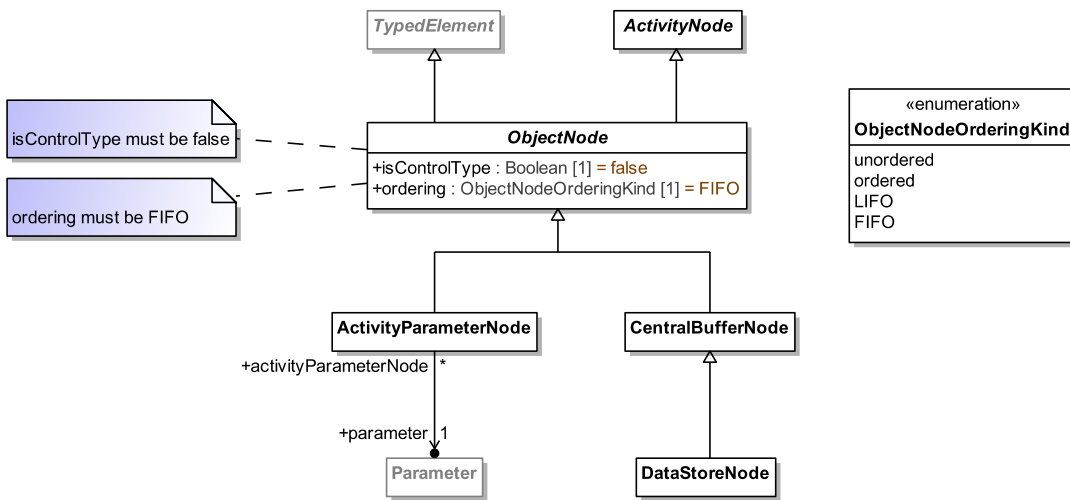 TypedElement
ActivityNode
isControlType must be false
ordering must be FIFO
ObjectNode
+isControlType : Boolean [1] = false
+ordering : ObjectNodeOrderingKind [1] = FIFO
«enumeration»
ObjectNodeOrderingKind
unordered
ordered
LIFO
FIFO
ActivityParameterNode
CentralBufferNode
+activityParameterNode *
+parameter 1
Parameter
DataStoreNode